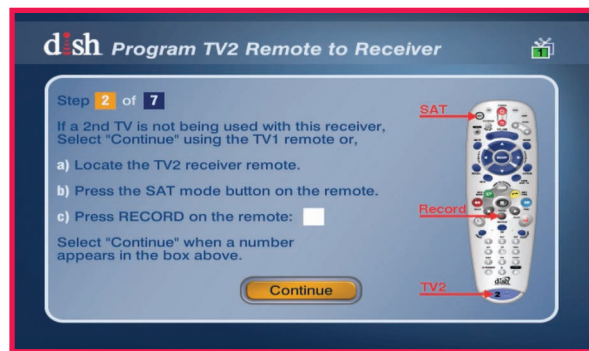 dish Program TV2 Remote to Receiver
1
Step 2 of 7
If a 2nd TV is not being used with this receiver,
Select "Continue" using the TV1 remote or,
a) Locate the TV2 receiver remote.
b) Press the SAT mode button on the remote.
c) Press RECORD on the remote:
Select "Continue" when a number
appears in the box above.
Continue
SAT
Record
TV2
dish
2